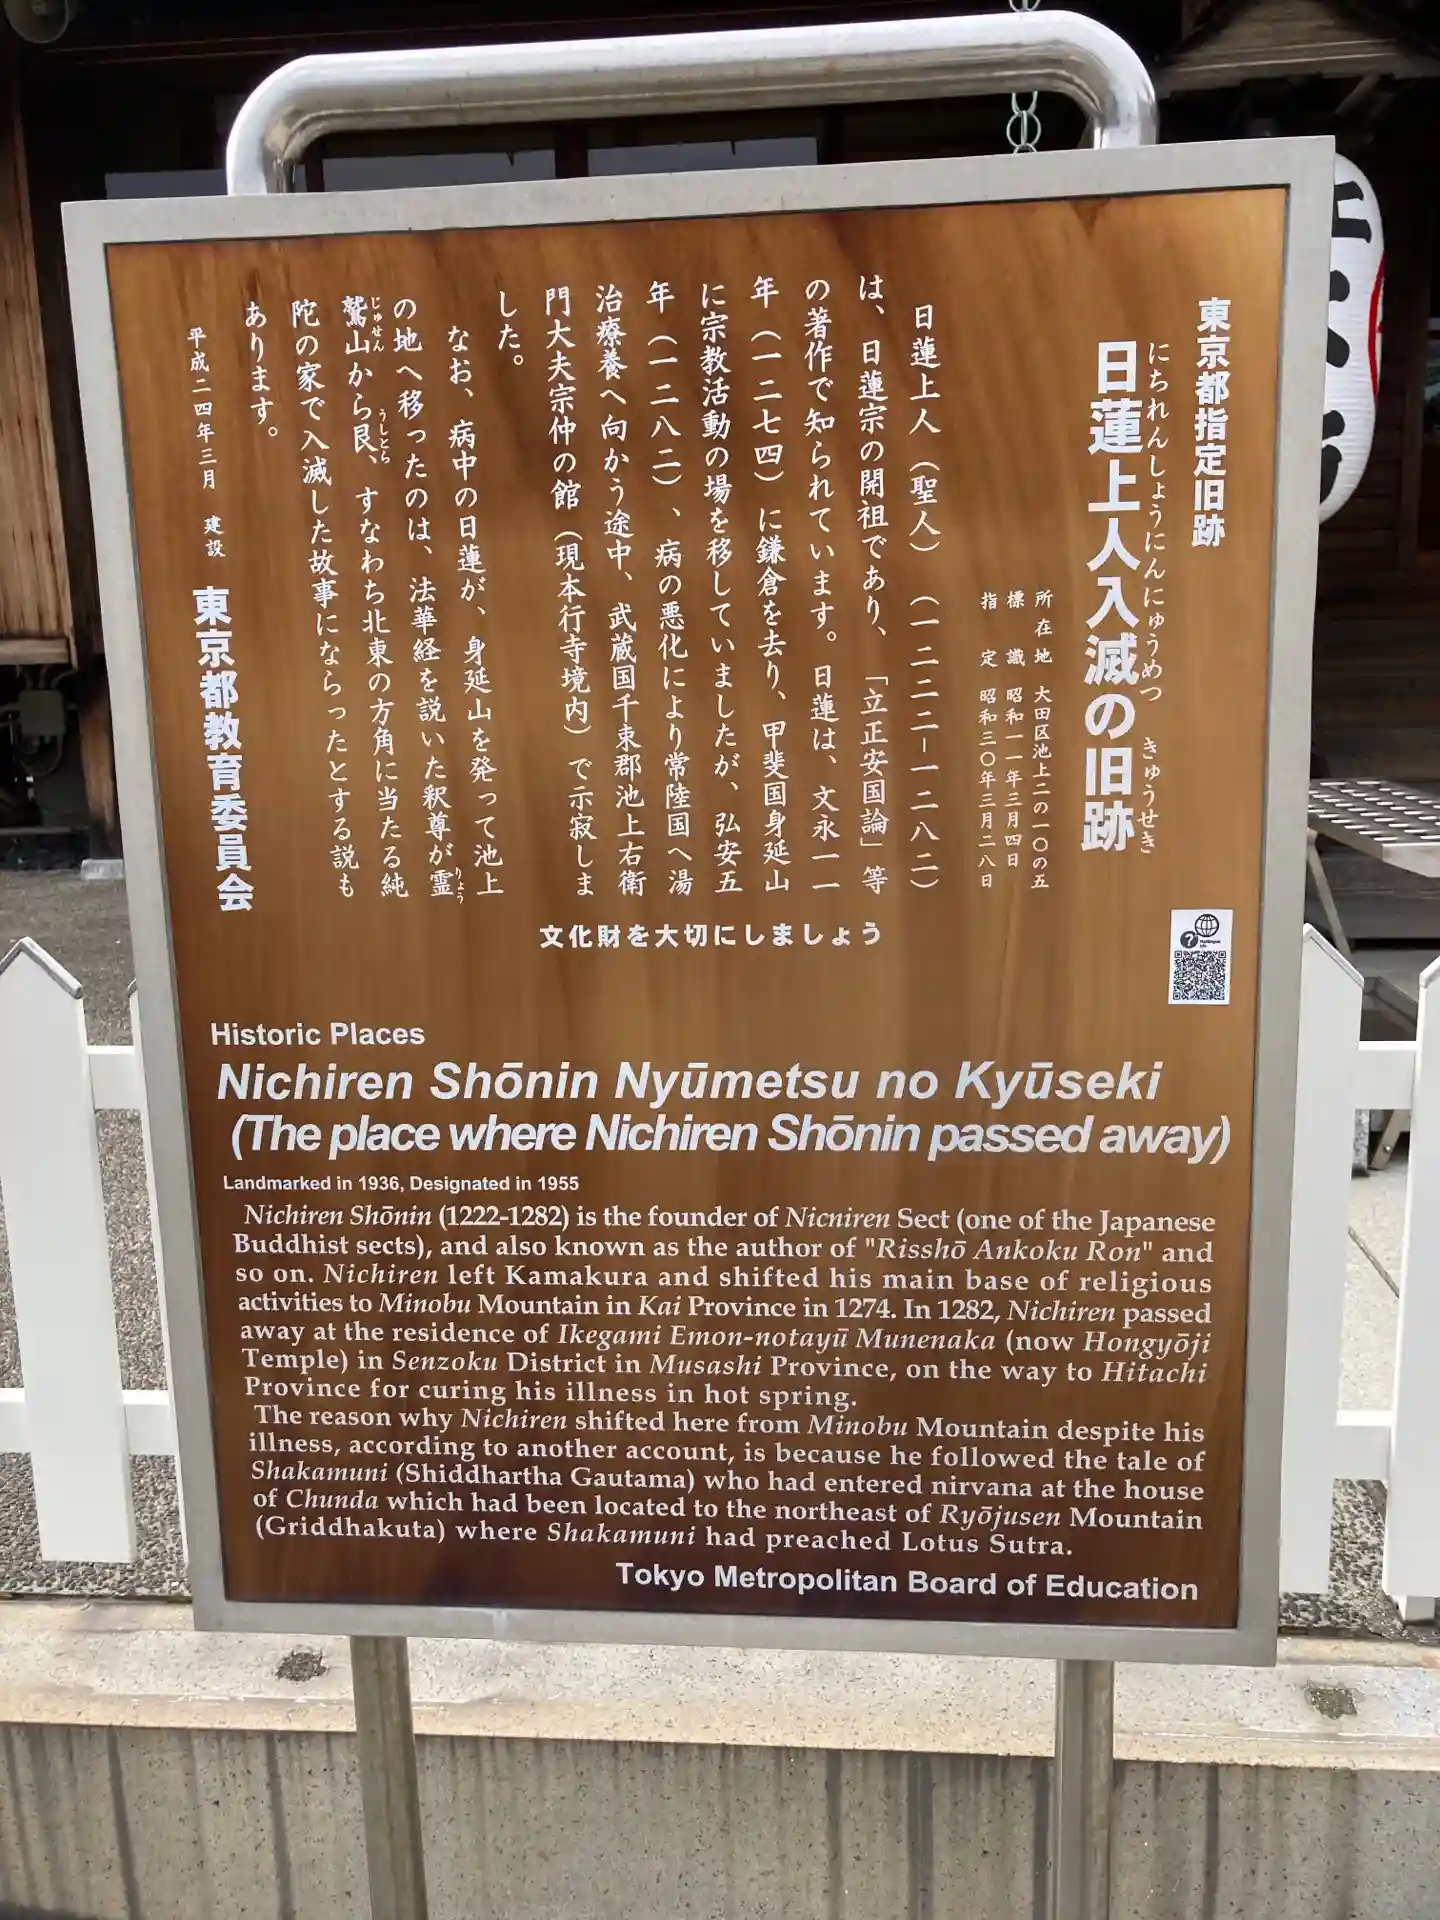 東京都指定旧跡
にちれんしょうにんにゅうめつ きゅうせき
日蓮上人入滅の旧跡
所在地 大田区池上二の一〇の五
標識 昭和一一年三月四日
指定 昭和三〇年三月二八日
日蓮上人（聖人）（一二二二－一二八二）
は、日蓮宗の開祖であり、「立正安国論」等
の著作で知られています。日蓮は、文永一一
年（一二七四）に鎌倉を去り、甲斐国身延山
に宗教活動の場を移していましたが、弘安五
年（一二八二）、病の悪化により常陸国へ湯
治療養へ向かう途中、武蔵国千束郡池上右衛
門大夫宗仲の館（現本行寺境内）で示寂しま
した。
なお、病中の日蓮が、身延山を発って池上
の地へ移ったのは、法華経を説いた釈尊が霊
りょう
鷲山から艮、すなわち北東の方角に当たる純
じゅせん うしとら
陀の家で入滅した故事にならったとする説も
あります。
平成二四年三月 建設
東京都教育委員会
文化財を大切にしましょう
Historic Places
Nichiren Shōnin Nyūmetsu no Kyūseki
(The place where Nichiren Shōnin passed away)
Landmarked in 1936, Designated in 1955
Nichiren Shōnin (1222-1282) is the founder of Nicniren Sect (one of the Japanese
Buddhist sects), and also known as the author of "Risshō Ankoku Ron" and
so on. Nichiren left Kamakura and shifted his main base of religious
activities to Minobu Mountain in Kai Province in 1274. In 1282, Nichiren passed
away at the residence of Ikegami Emon-notayū Munenaka (now Hongyōji
Temple) in Senzoku District in Musashi Province, on the way to Hitachi
Province for curing his illness in hot spring.
The reason why Nichiren shifted here from Minobu Mountain despite his
illness, according to another account, is because he followed the tale of
Shakamuni (Shiddhartha Gautama) who had entered nirvana at the house
of Chunda which had been located to the northeast of Ryōjusen Mountain
(Griddhakuta) where Shakamuni had preached Lotus Sutra.
Tokyo Metropolitan Board of Education